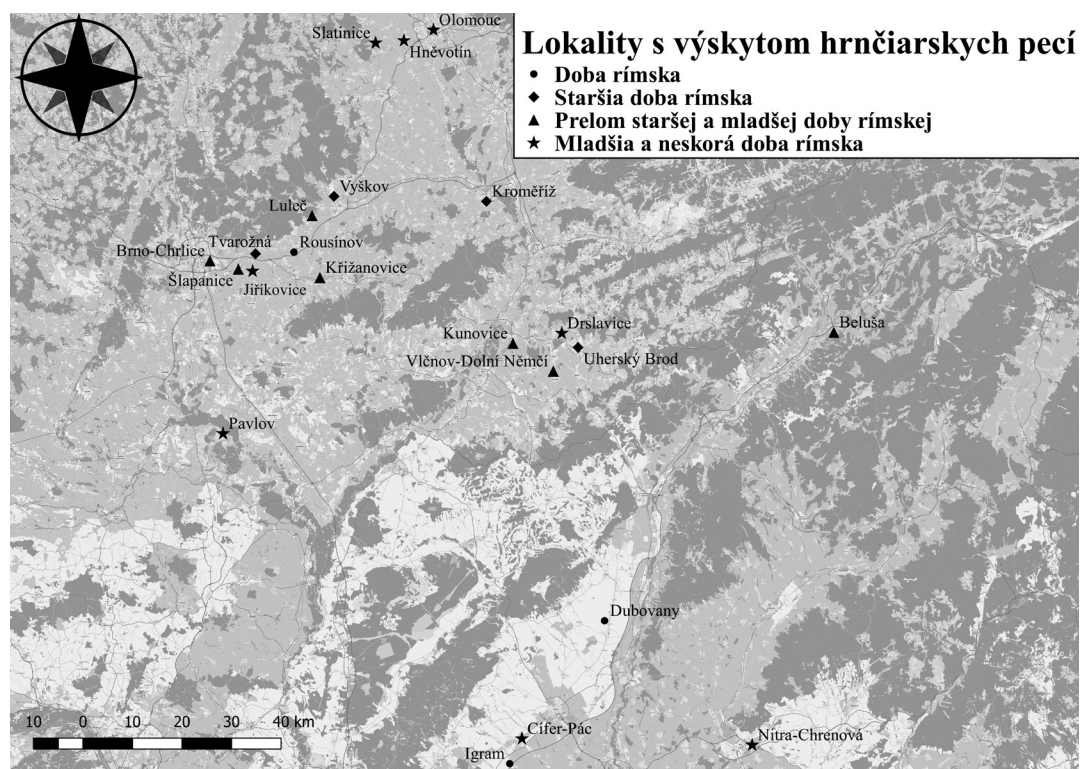 Olomouc
Slatinice
Hněvotín
Lokality s výskytom hrnčiarskych pecí
Doba rímska
Staršia doba rímska
Prelom staršej a mladšej doby rímskej
Mladšia a neskorá doba rímska
Vyškov
Kroměříž
Luleč
Tvarožná
Rousínov
Brno-Chrlice
Šlapanice
Jiříkovice
Křižanovice
Kunovice
Drslavice
Beluša
Vlčnov-Dolní Němčí
Uherský Brod
Pavlov
Dubovany
Cífer-Pác
Nitra-Chrenová
Igram
10 0 10 20 30 40 km